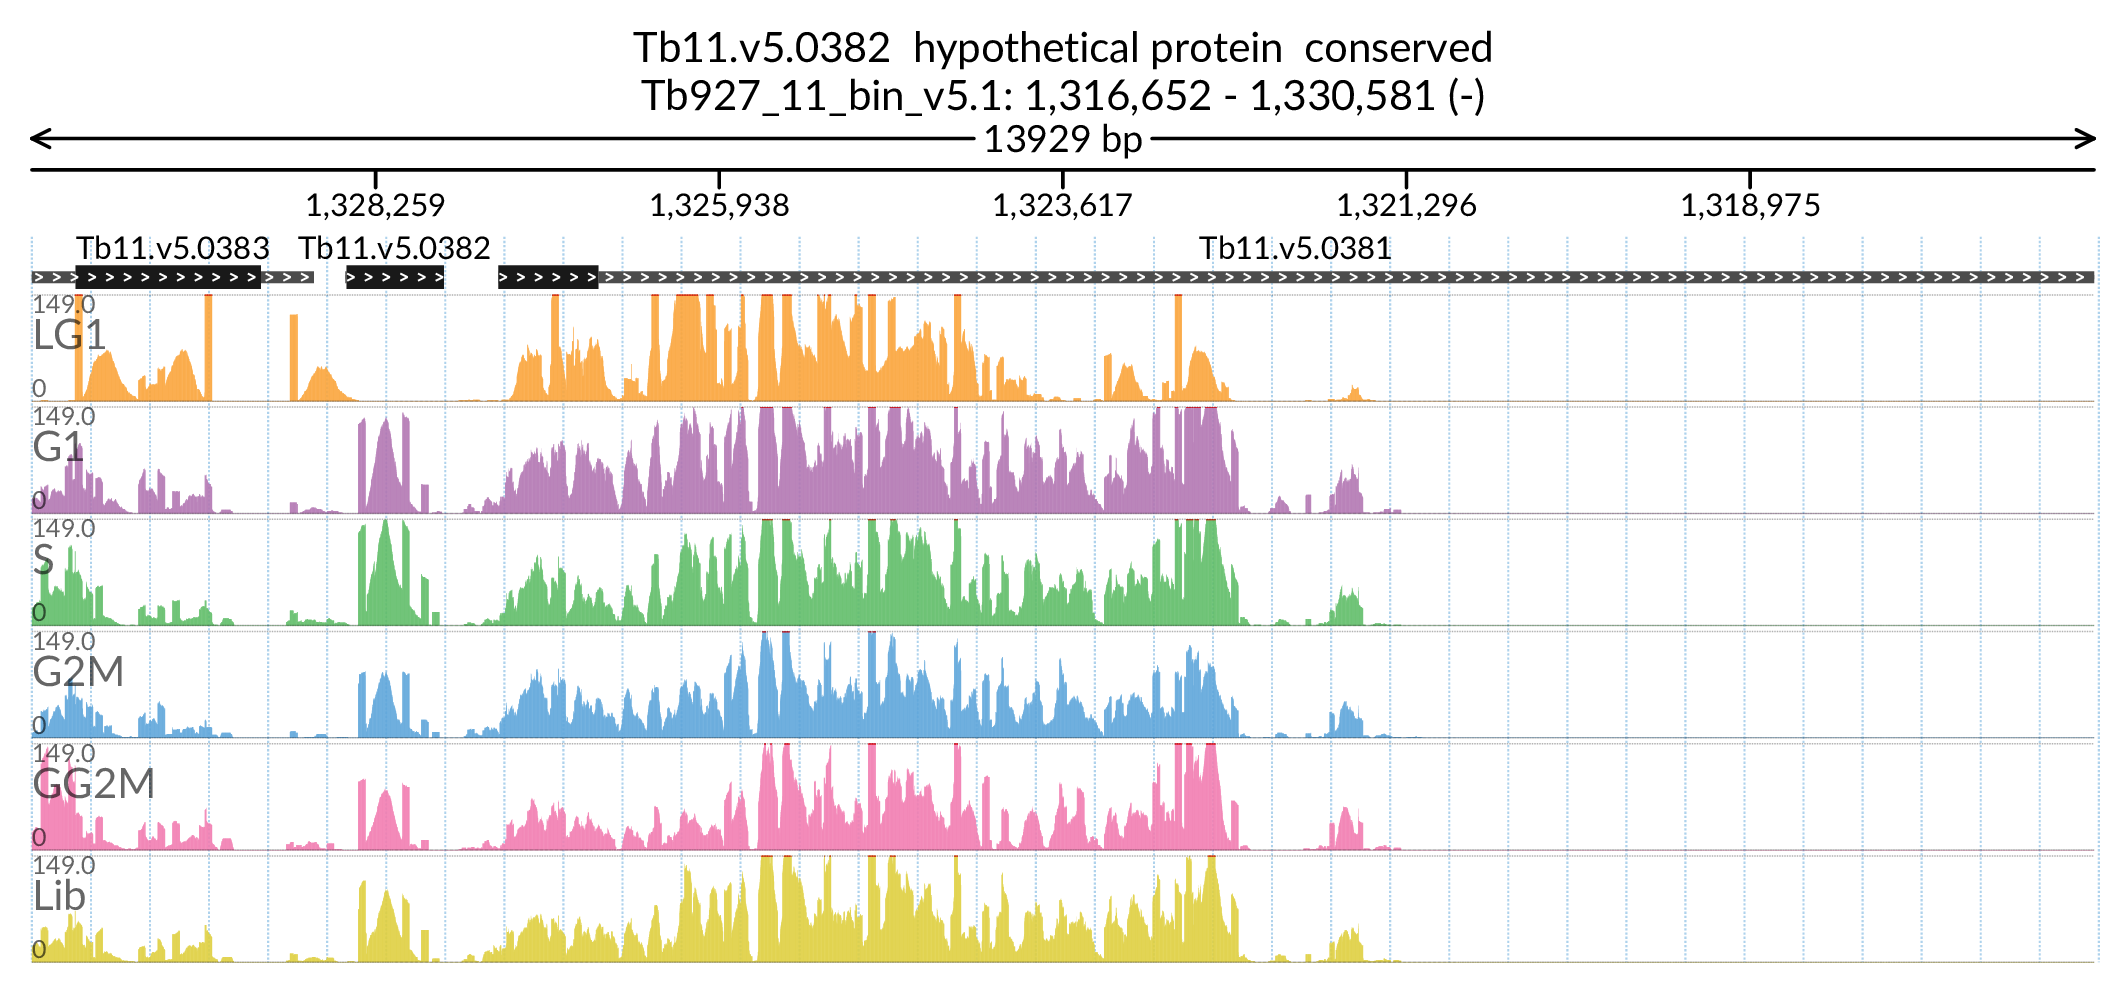 Tb11.v5.0382 hypothetical protein conserved
Tb927_11_bin_v5.1: 1,316,652 - 1,330,581 (-)
13929 bp
1,328,259 1,325,938 1,323,617 1,321,296 1,318,975
Tb11.v5.0383 Tb11.v5.0382 Tb11.v5.0381
149.0
LG1
0
149.0
G1
0
149.0
S
0
149.0
G2M
0
149.0
GG2M
0
149.0
Lib
0